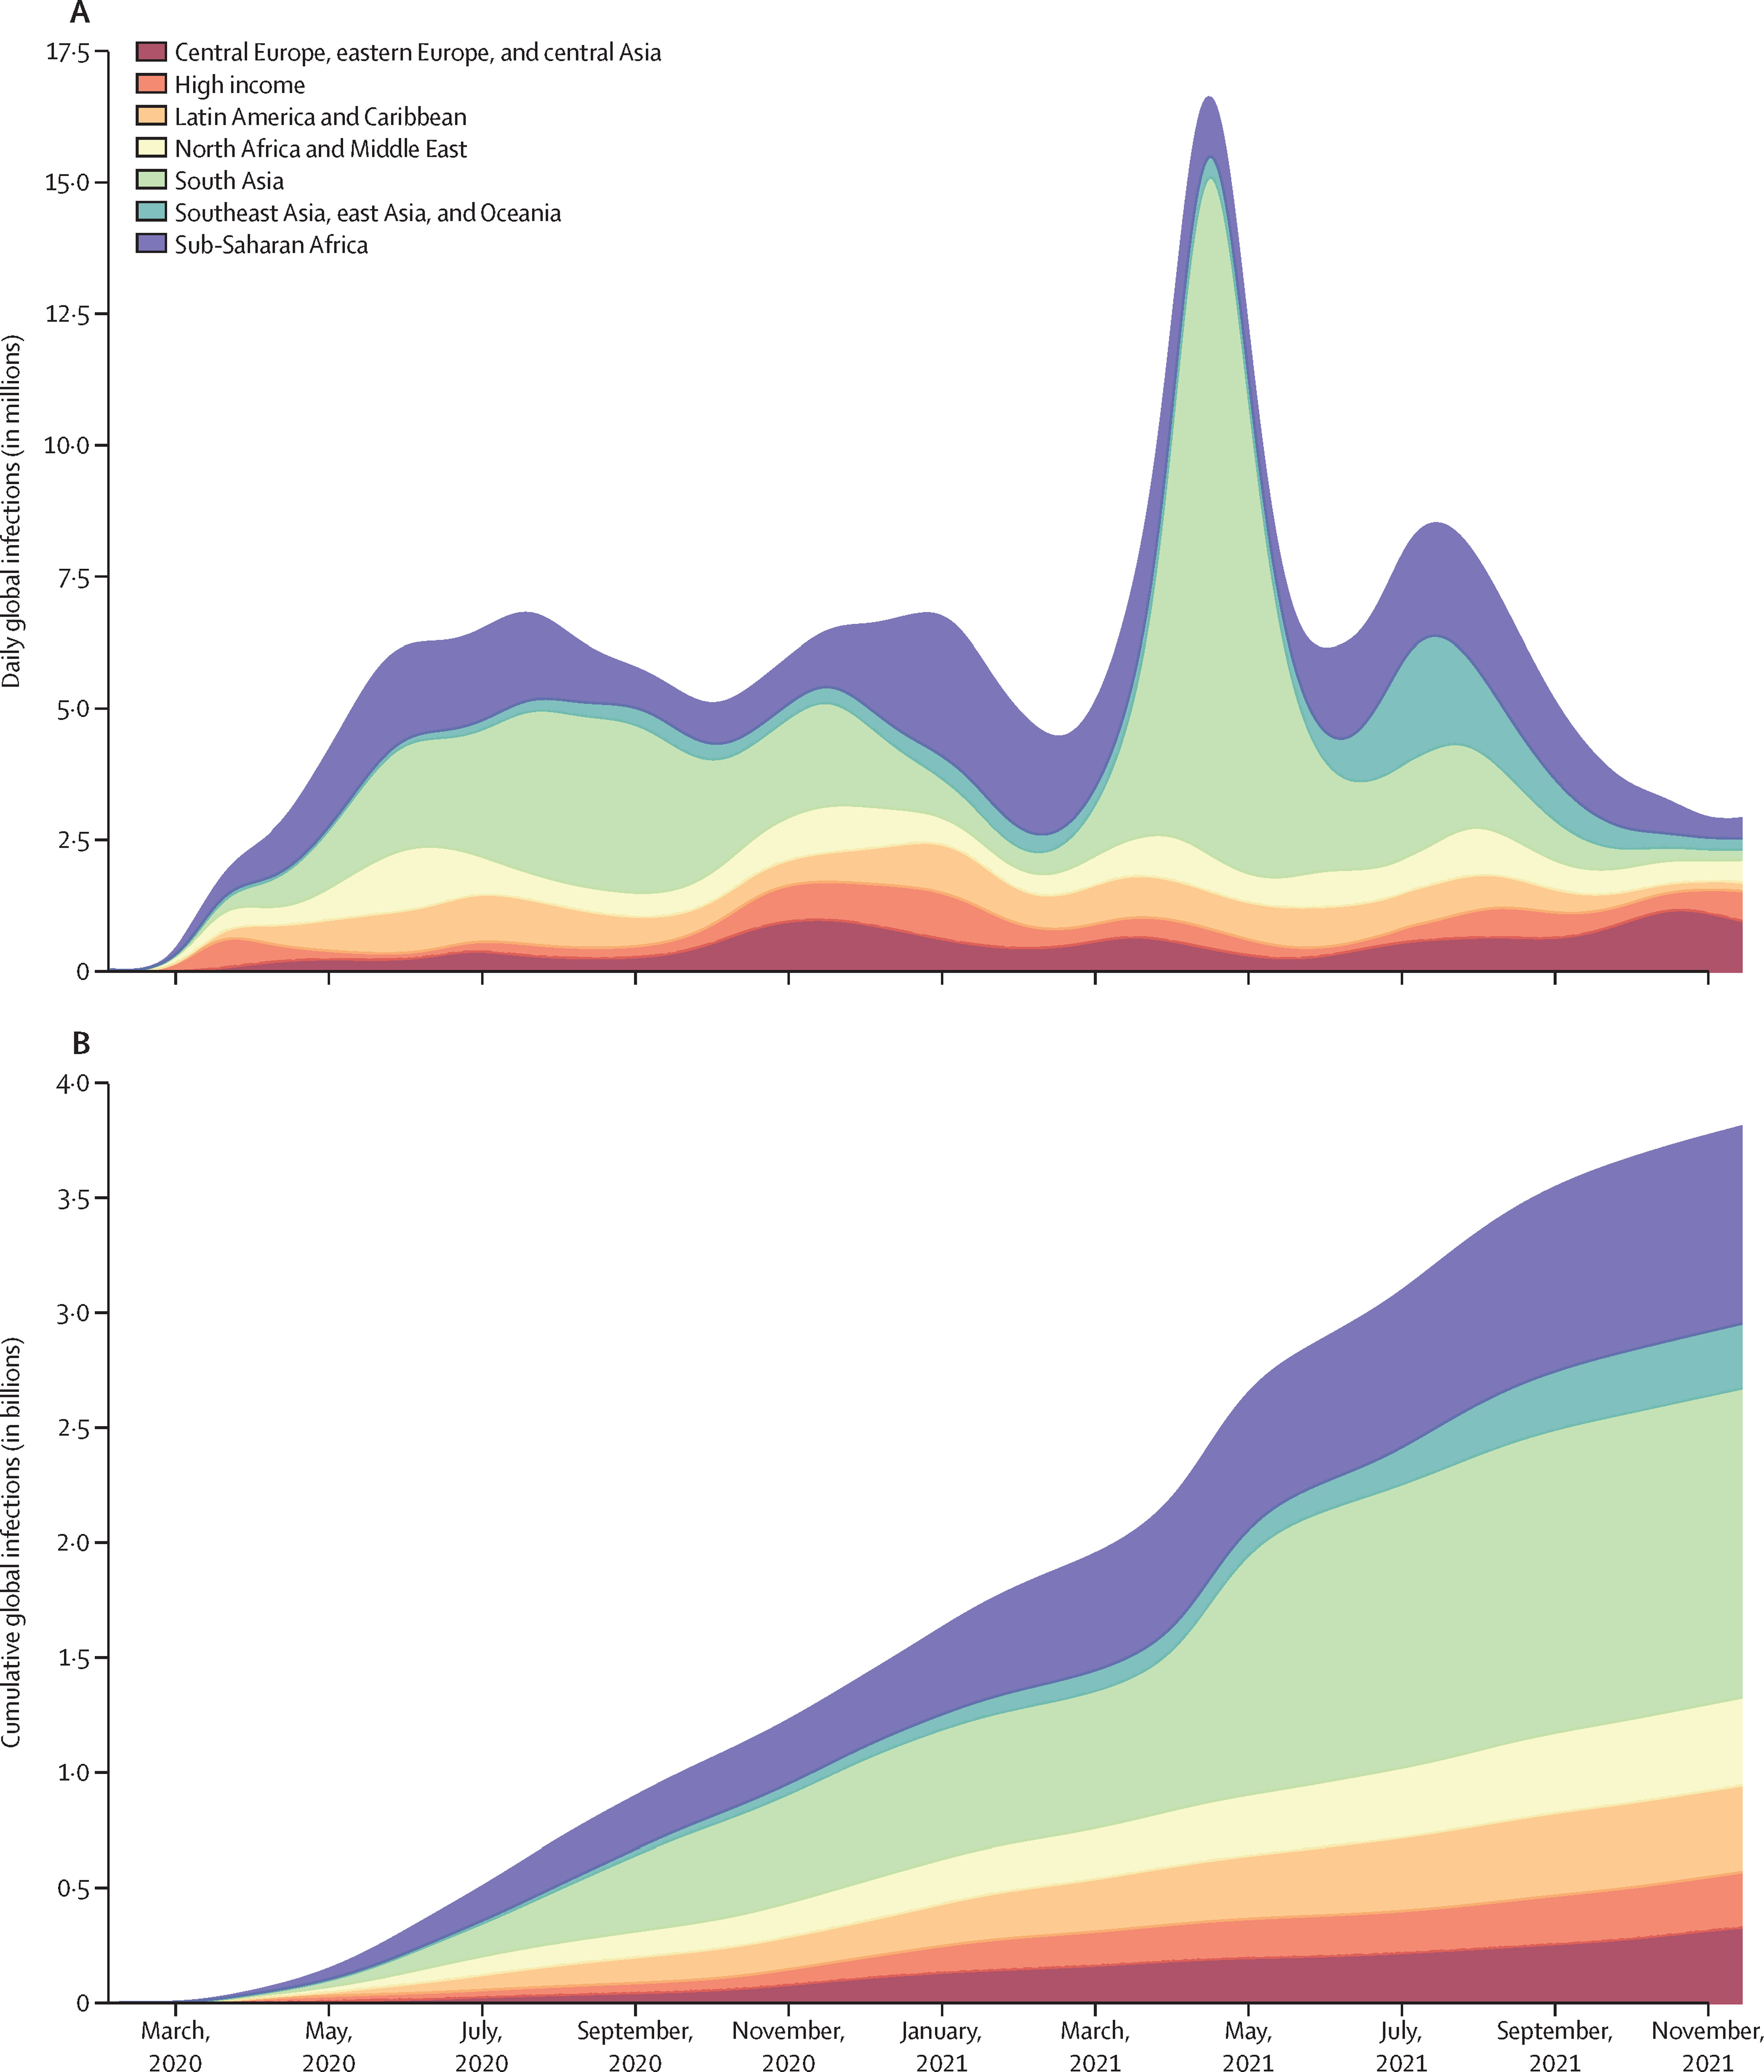 A
17·5
15·0
12·5
10·0
7·5
5·0
2·5
0
Daily global infections (in millions)
Central Europe, eastern Europe, and central Asia
High income
Latin America and Caribbean
North Africa and Middle East
South Asia
Southeast Asia, east Asia, and Oceania
Sub-Saharan Africa
B
4·0
3·5
3·0
2·5
2·0
1·5
1·0
0·5
0
Cumulative global infections (in billions)
March,
2020
May,
2020
July,
2020
September,
2020
November,
2020
January,
2021
March,
2021
May,
2021
July,
2021
September,
2021
November,
2021